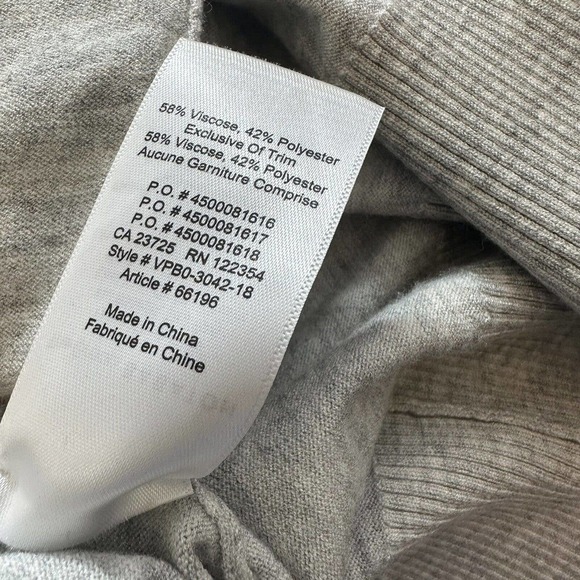 58% Viscose, 42% Polyester
Exclusive Of Trim
58% Viscose, 42% Polyester
Aucune Garniture Comprise
P.O. # 4500081616
P.O. # 4500081617
P.O. # 4500081618
CA 23725 RN 122354
Style # VPB0-3042-18
Article # 66196
Made in China
Fabriqué en Chine